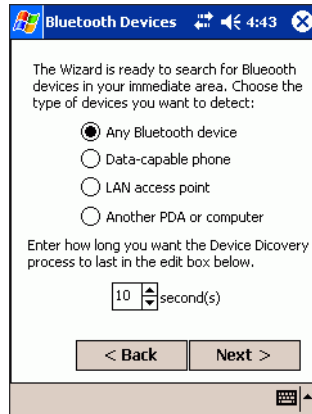 Bluetooth Devices 4:43
The Wizard is ready to search for Blueooth
devices in your immediate area. Choose the
type of devices you want to detect:
Any Bluetooth device
Data-capable phone
LAN access point
Another PDA or computer
Enter how long you want the Device Dicovery
process to last in the edit box below.
10 second(s)
< Back Next >